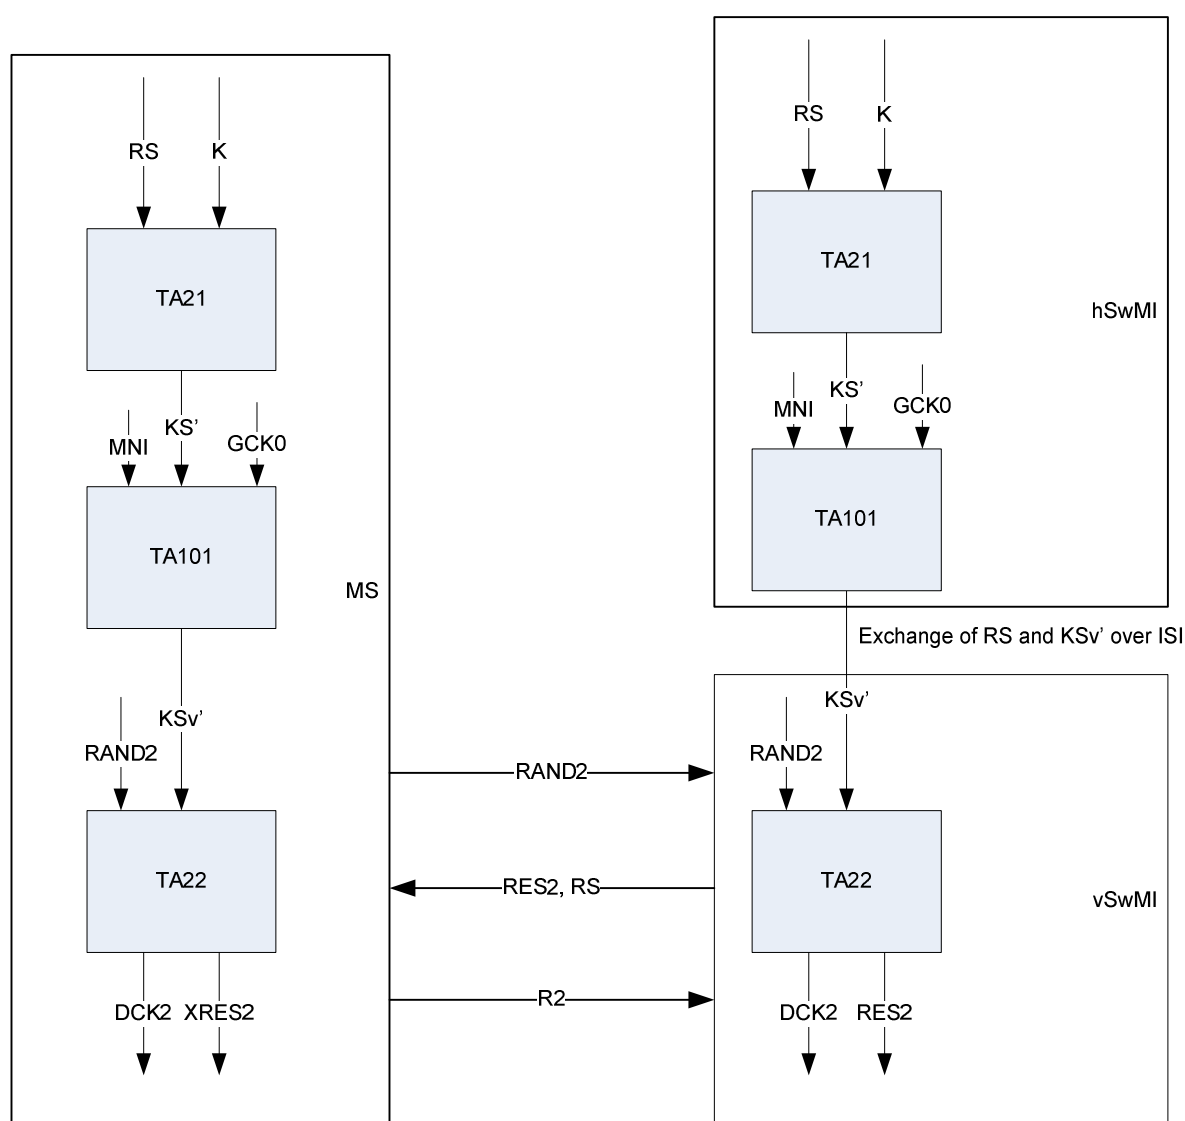 RS
K
TA21
KS’
MNI
GCK0
TA101
MS
KSv’
RAND2
TA22
DCK2
XRES2
RAND2
RES2, RS
R2
RS
K
TA21
hSwMI
KS’
MNI
GCK0
TA101
Exchange of RS and KSv’ over ISI
KSv’
RAND2
TA22
vSwMI
DCK2
RES2